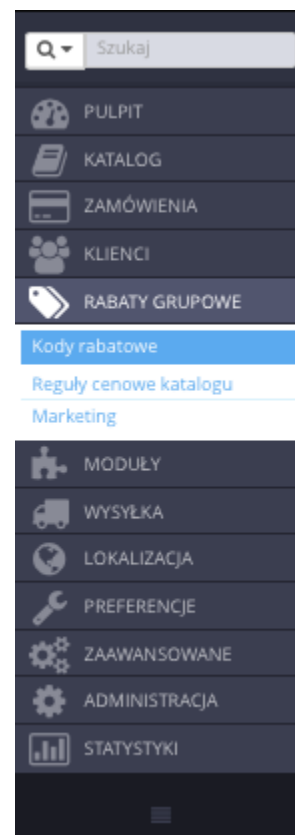 Szukaj
PULPIT
KATALOG
ZAMÓWIENIA
KLIENCI
RABATY GRUPOWE
Kody rabatowe
Reguły cenowe katalogu
Marketing
MODUŁY
WYSYŁKA
LOKALIZACJA
PREFERENCJE
ZAAWANSOWANE
ADMINISTRACJA
STATYSTYKI